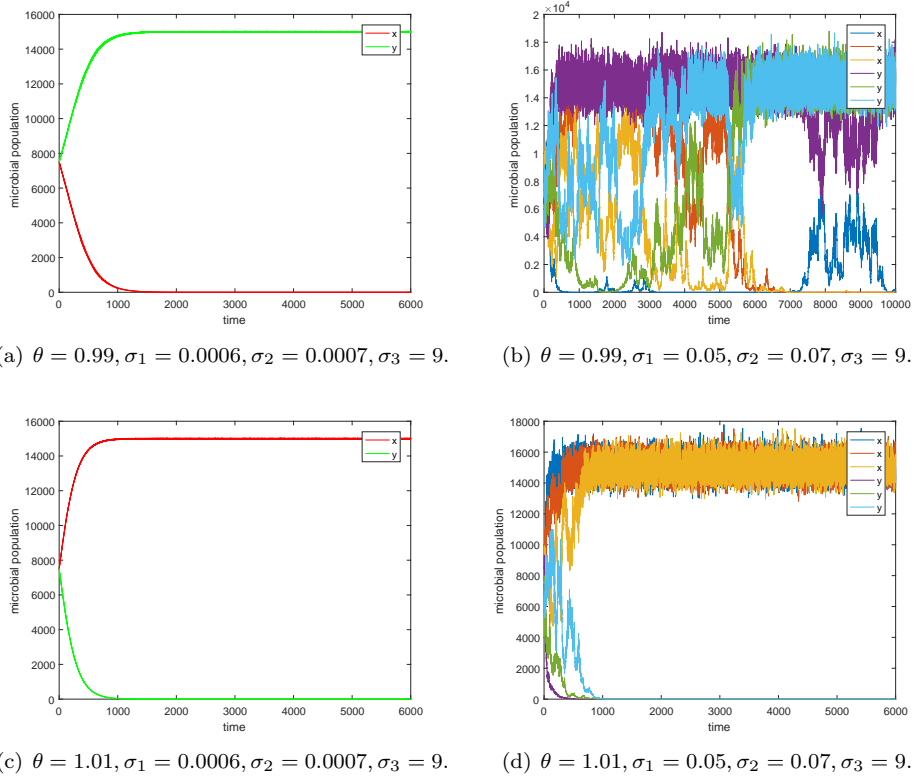 16000
14000
12000
10000
8000
6000
4000
2000
0
microbial population
0 1000 2000 3000 4000 5000 6000
time
x
y
×10⁴
2
1.8
1.6
1.4
1.2
1
0.8
0.6
0.4
0.2
0
microbial population
0 1000 2000 3000 4000 5000 6000 7000 8000 9000 10000
time
x
x
x
y
y
y
(a) θ = 0.99, σ₁ = 0.0006, σ₂ = 0.0007, σ₃ = 9.
(b) θ = 0.99, σ₁ = 0.05, σ₂ = 0.07, σ₃ = 9.
16000
14000
12000
10000
8000
6000
4000
2000
0
microbial population
0 1000 2000 3000 4000 5000 6000
time
x
y
18000
16000
14000
12000
10000
8000
6000
4000
2000
0
microbial population
0 1000 2000 3000 4000 5000 6000
time
x
x
x
y
y
y
(c) θ = 1.01, σ₁ = 0.0006, σ₂ = 0.0007, σ₃ = 9.
(d) θ = 1.01, σ₁ = 0.05, σ₂ = 0.07, σ₃ = 9.